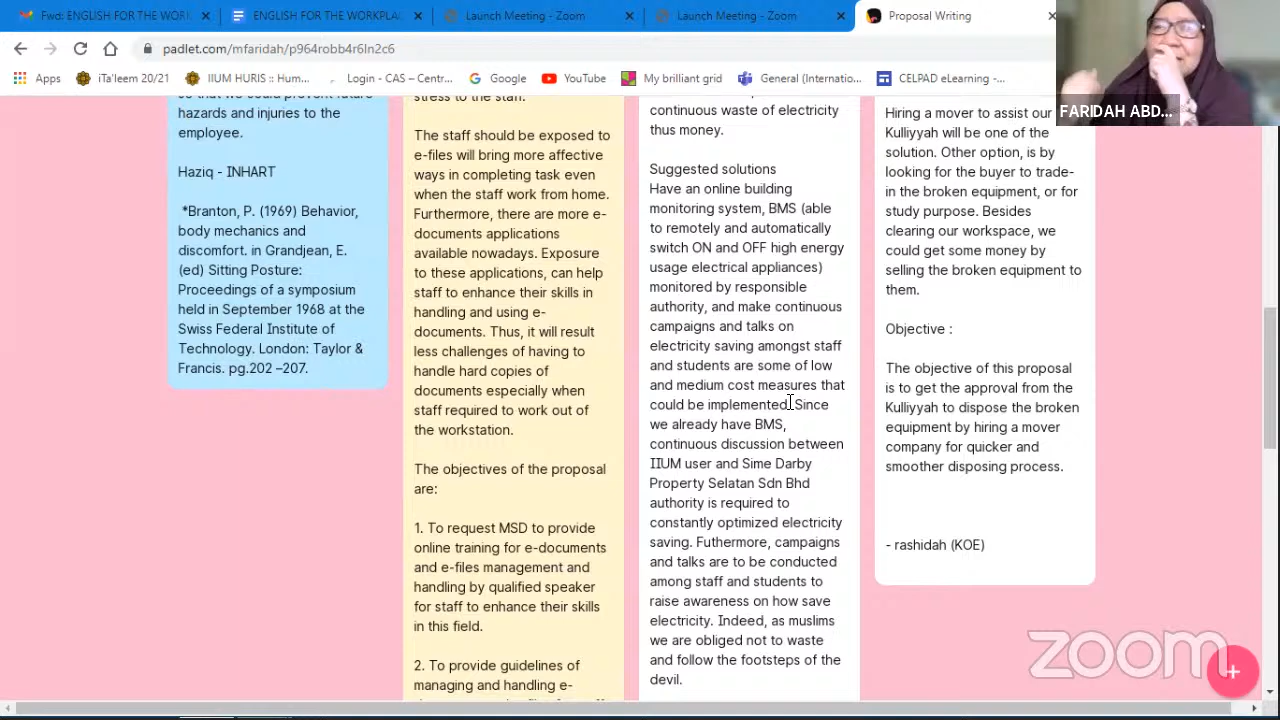 Fwd: ENGLISH FOR THE WORK
ENGLISH FOR THE WORKPLAC
Launch Meeting - Zoom
Launch Meeting - Zoom
Proposal Writing
padlet.com/mfaridah/p964robb4r6ln2c6
Apps
iTa'leem 20/21
IIUM HURIS :: Hum...
Login - CAS – Centr...
Google
YouTube
My brilliant grid
General (Internatio...
CELPAD eLearning -...
FARIDAH ABD...
so that we could prevent future
hazards and injuries to the
employee.
Haziq - INHART
*Branton, P. (1969) Behavior,
body mechanics and
discomfort. in Grandjean, E.
(ed) Sitting Posture:
Proceedings of a symposium
held in September 1968 at the
Swiss Federal Institute of
Technology. London: Taylor &
Francis. pg.202 –207.
stress to the staff.
The staff should be exposed to
e-files will bring more affective
ways in completing task even
when the staff work from home.
Furthermore, there are more e-
documents applications
available nowadays. Exposure
to these applications, can help
staff to enhance their skills in
handling and using e-
documents. Thus, it will result
less challenges of having to
handle hard copies of
documents especially when
staff required to work out of
the workstation.
The objectives of the proposal
are:
1. To request MSD to provide
online training for e-documents
and e-files management and
handling by qualified speaker
for staff to enhance their skills
in this field.
2. To provide guidelines of
managing and handling e-
continuous waste of electricity
thus money.
Suggested solutions
Have an online building
monitoring system, BMS (able
to remotely and automatically
switch ON and OFF high energy
usage electrical appliances)
monitored by responsible
authority, and make continuous
campaigns and talks on
electricity saving amongst staff
and students are some of low
and medium cost measures that
could be implemented. Since
we already have BMS,
continuous discussion between
IIUM user and Sime Darby
Property Selatan Sdn Bhd
authority is required to
constantly optimized electricity
saving. Futhermore, campaigns
and talks are to be conducted
among staff and students to
raise awareness on how save
electricity. Indeed, as muslims
we are obliged not to waste
and follow the footsteps of the
devil.
Hiring a mover to assist our
Kulliyyah will be one of the
solution. Other option, is by
looking for the buyer to trade-
in the broken equipment, or for
study purpose. Besides
clearing our workspace, we
could get some money by
selling the broken equipment to
them.
Objective :
The objective of this proposal
is to get the approval from the
Kulliyyah to dispose the broken
equipment by hiring a mover
company for quicker and
smoother disposing process.
- rashidah (KOE)
zoom